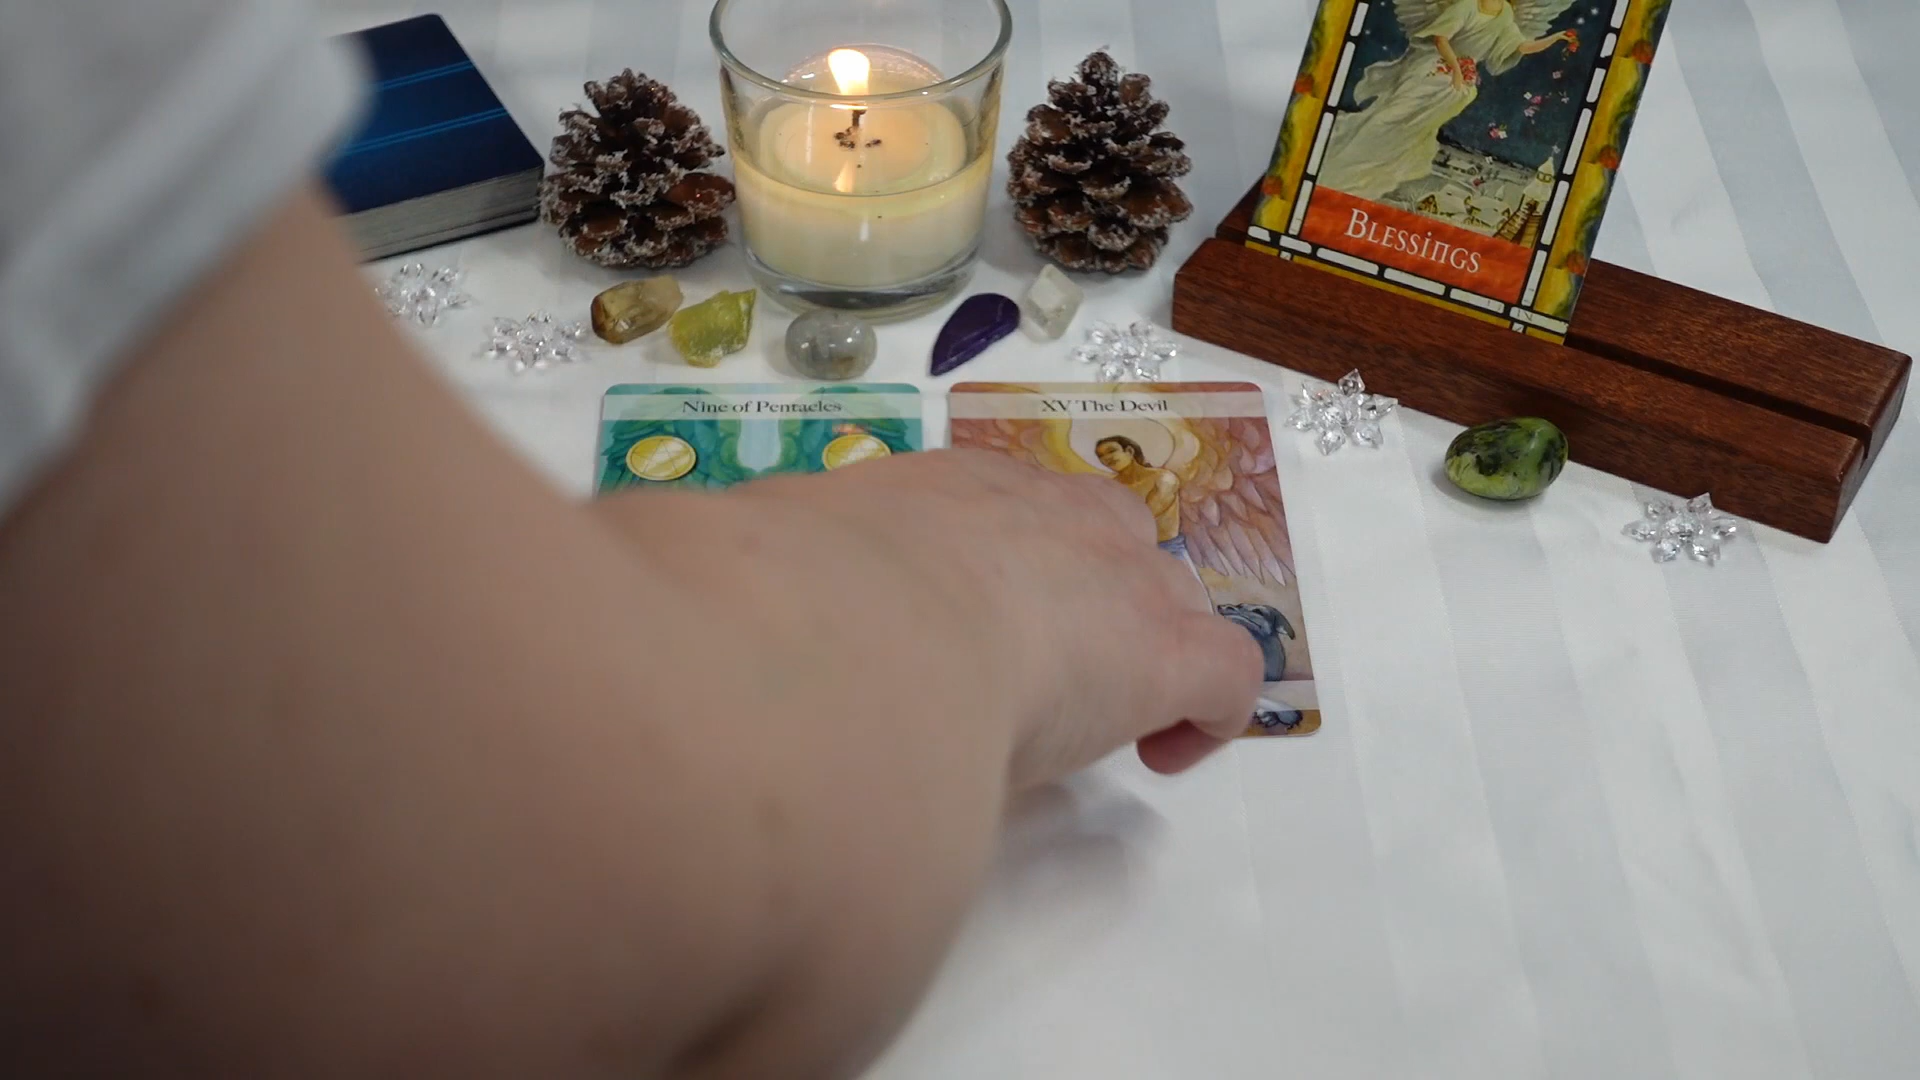 Blessings
Nine of Pentacles
XV The Devil